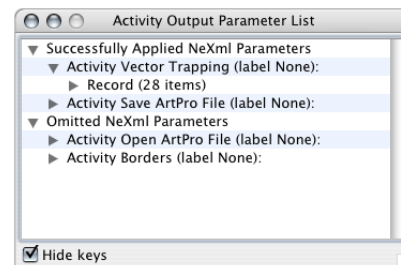 Activity Output Parameter List
Successfully Applied NeXml Parameters
Activity Vector Trapping (label None):
Record (28 items)
Activity Save ArtPro File (label None):
Omitted NeXml Parameters
Activity Open ArtPro File (label None):
Activity Borders (label None):
Hide keys